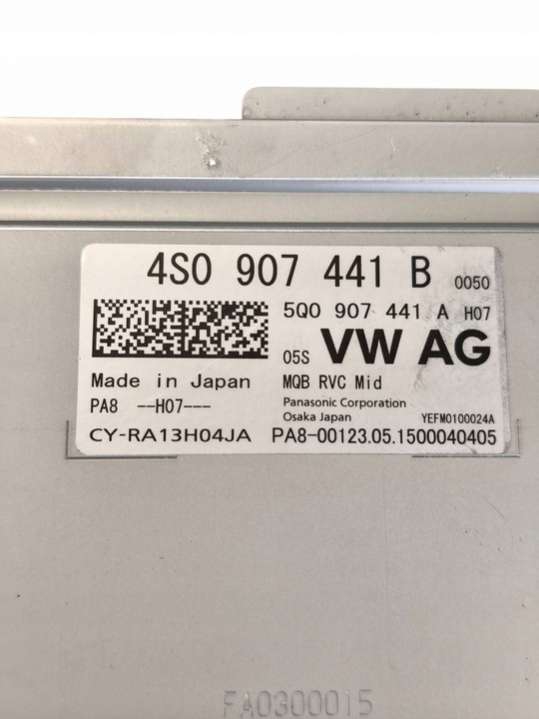 4S0 907 441 B 0050
5Q0 907 441 A H07
05S VW AG
Made in Japan MQB RVC Mid
PA8 --H07--- Panasonic Corporation
Osaka Japan YEFM0100024A
CY-RA13H04JA PA8-00123.05.1500040405
FA0300015